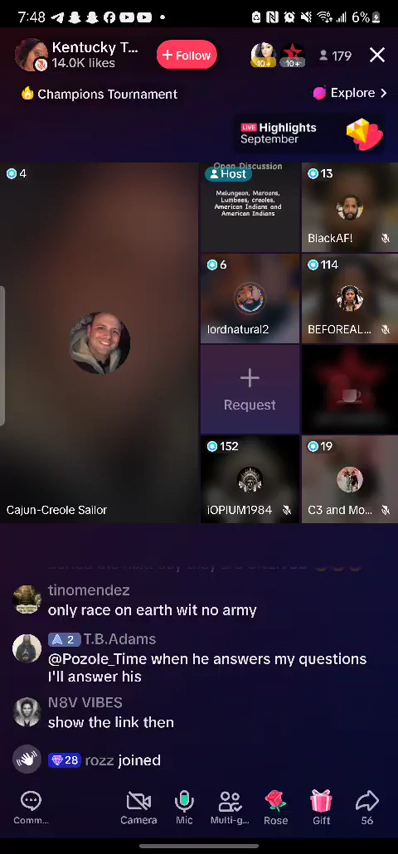 7:48
6%
Kentucky T...
14.0K likes
+ Follow
10+
10+
179
Champions Tournament
Explore >
LIVE Highlights
September
4
Open Discussion
Host
Melungeon, Maroons,
Lumbees, creoles,
American Indians and
American Indians
13
BlackAF!
6
lordnatural2
114
BEFOREAL...
+
Request
Cajun-Creole Sailor
152
iOPIUM1984
19
C3 and Mo...
tinomendez
only race on earth wit no army
A 2 T.B.Adams
@Pozole_Time when he answers my questions
I'll answer his
N8V VIBES
show the link then
28 rozz joined
Comm...
Camera
Mic
Multi-g...
Rose
Gift
56